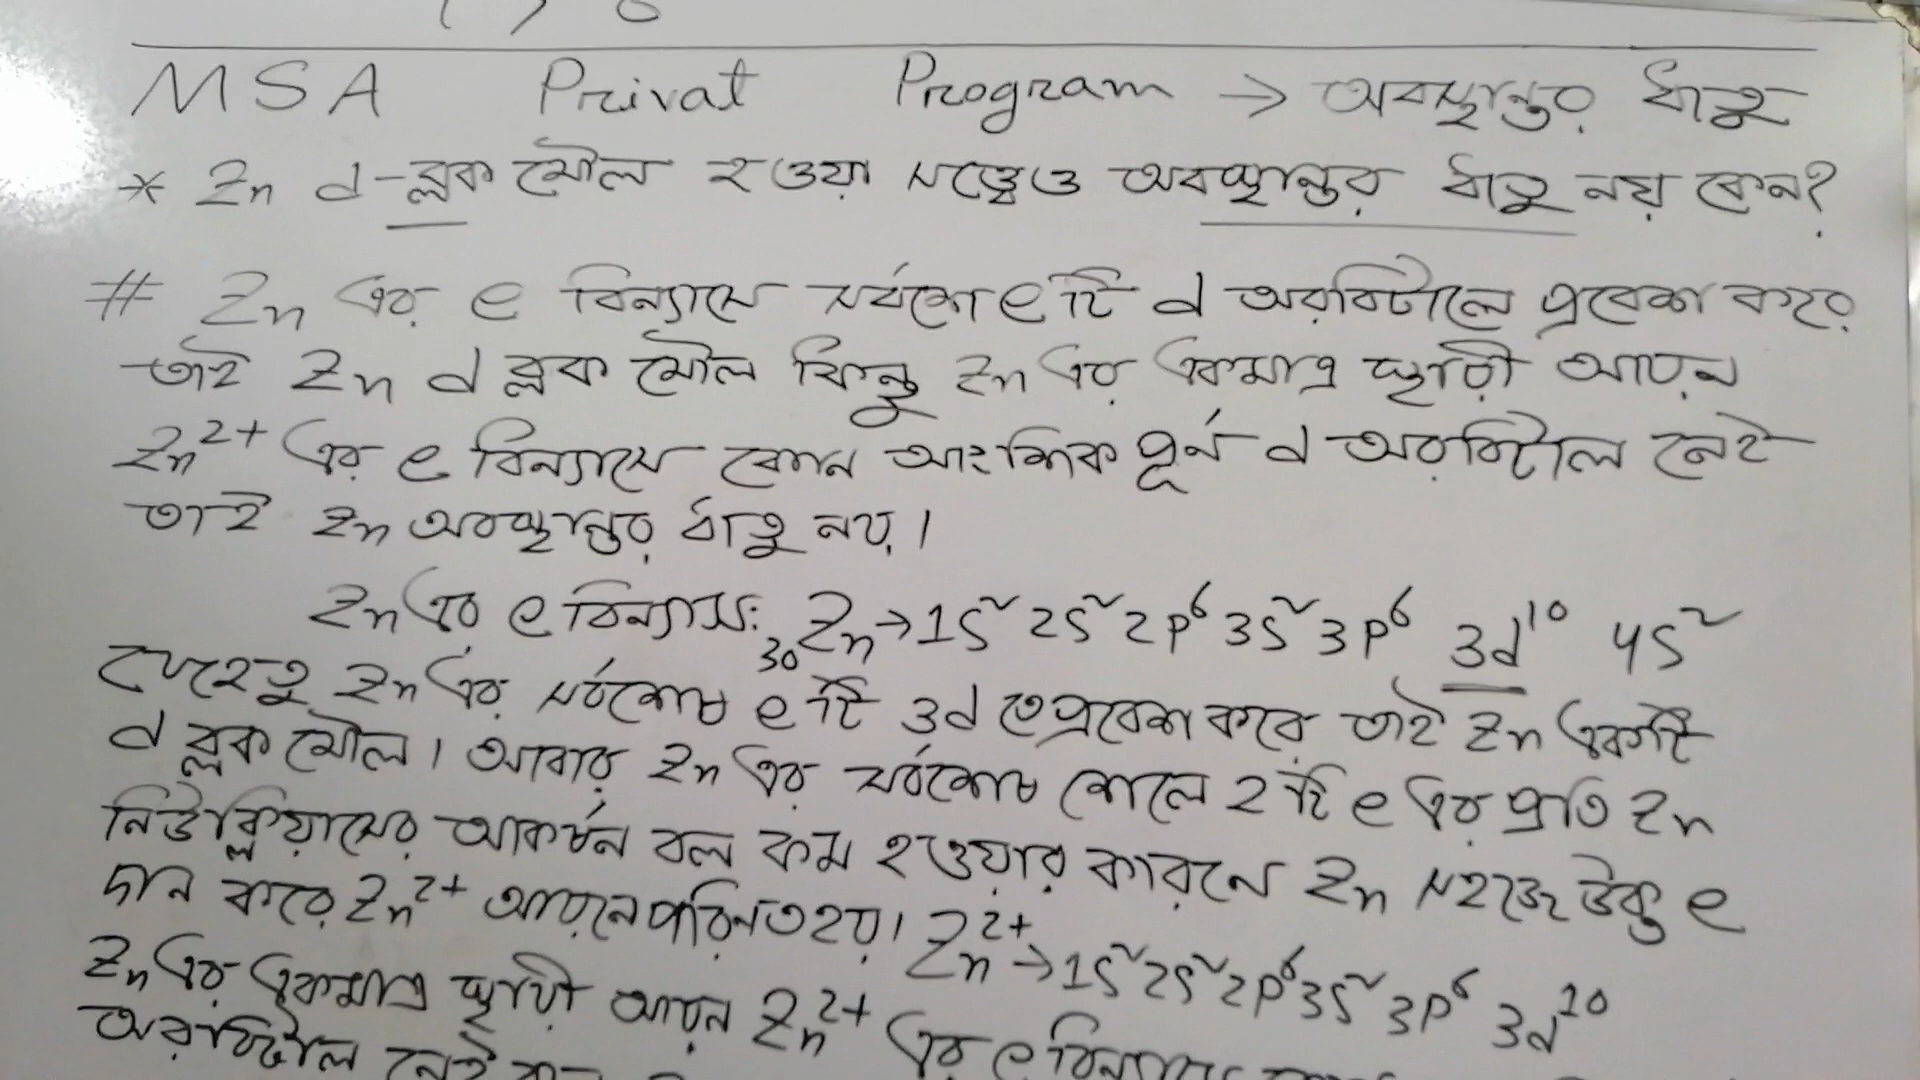 MSA Privat Program → অবস্থান্তর ধাতু
* Zn d-ব্লক মৌল হওয়া সত্ত্বেও অবস্থান্তর ধাতু নয় কেন?
# Zn এর e বিন্যাসে সর্বশেষ e টি d অরবিটালে প্রবেশ করে
তাই Zn d ব্লক মৌল কিন্তু Zn এর একমাত্র স্থায়ী আয়ন
Zn²⁺ এর e বিন্যাসে কোন আংশিক পূর্ন d অরবিটাল নেই
তাই Zn অবস্থান্তর ধাতু নয়।
Zn এর e বিন্যাস: ₃₀Zn → 1S² 2S² 2P⁶ 3S² 3P⁶ 3d¹⁰ 4S²
যেহেতু Zn এর সর্বশেষ e টি 3d তে প্রবেশ করে তাই Zn একটি
d ব্লক মৌল। আবার Zn এর সর্বশেষ শেলে 2 টি e এর প্রতি Zn
নিউক্লিয়াসের আকর্ষন বল কম হওয়ার কারনে Zn সহজে উক্ত e
দান করে Zn²⁺ আয়নে পরিনত হয়। Zn²⁺ → 1S² 2S² 2P⁶ 3S² 3P⁶ 3d¹⁰
Zn এর একমাত্র স্থায়ী আয়ন Zn²⁺ এর e বিন্যাসে
অরবিটাল নেই